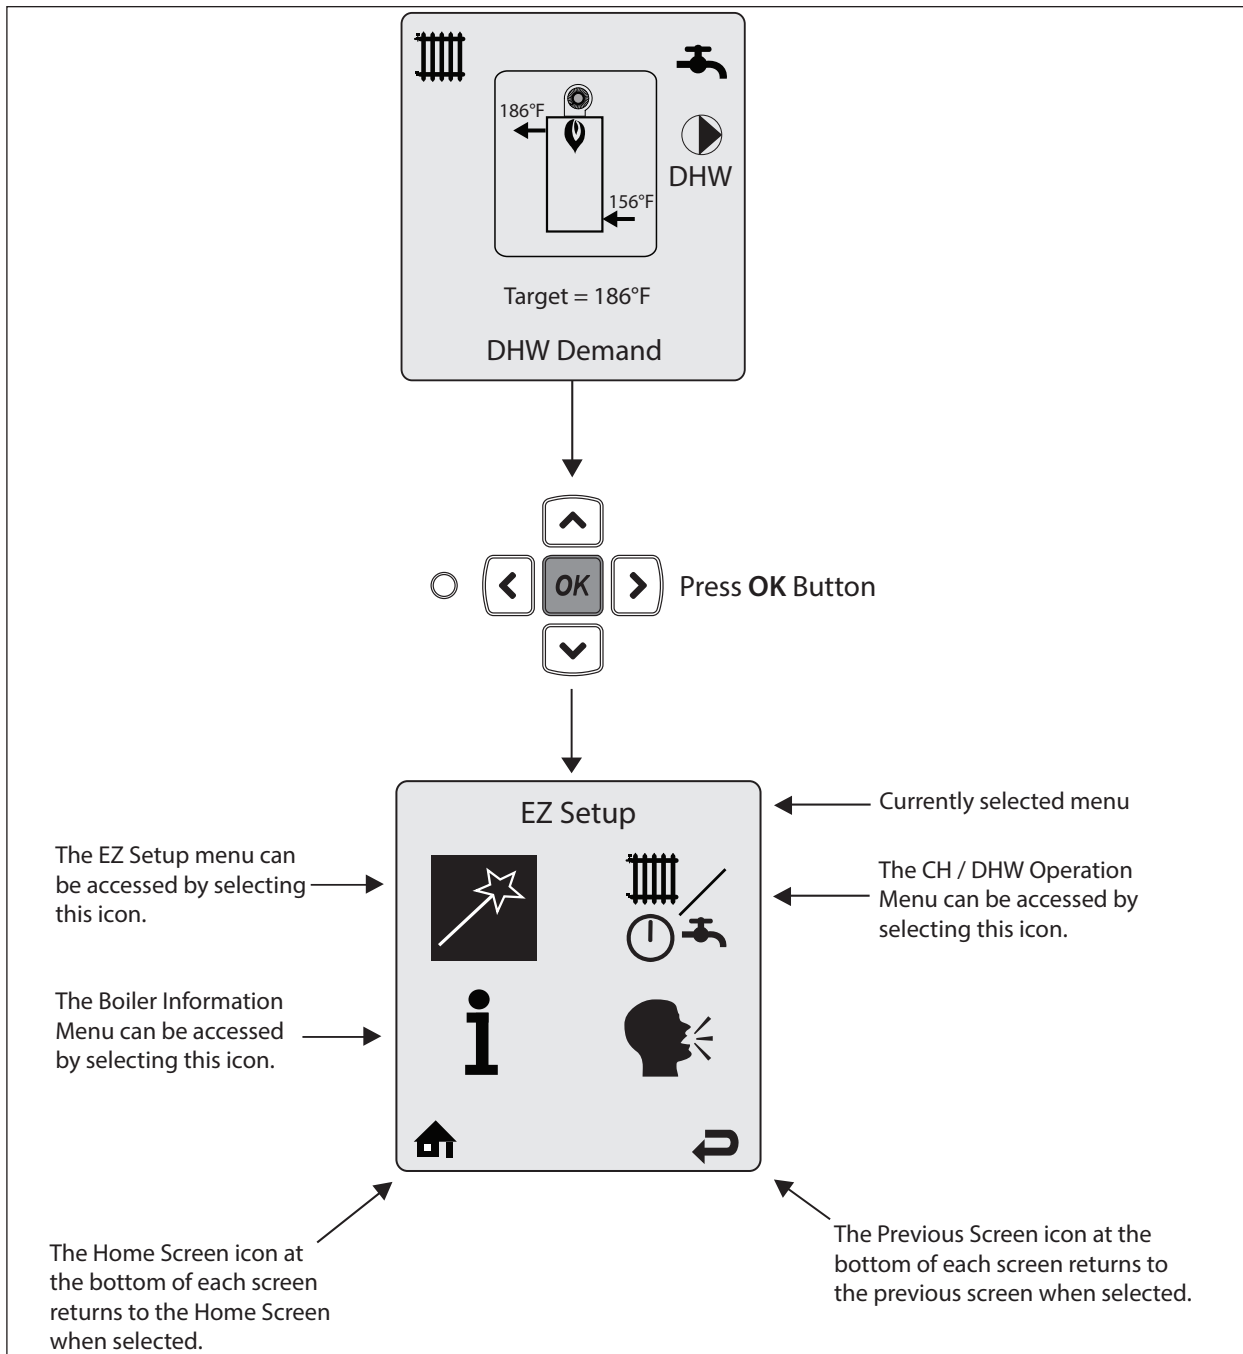 186°F
DHW
156°F
Target = 186°F
DHW Demand
OK
Press OK Button
EZ Setup
Currently selected menu
The EZ Setup menu can
be accessed by selecting
this icon.
The CH / DHW Operation
Menu can be accessed by
selecting this icon.
The Boiler Information
Menu can be accessed
by selecting this icon.
i
The Home Screen icon at
the bottom of each screen
returns to the Home Screen
when selected.
The Previous Screen icon at the
bottom of each screen returns to
the previous screen when selected.